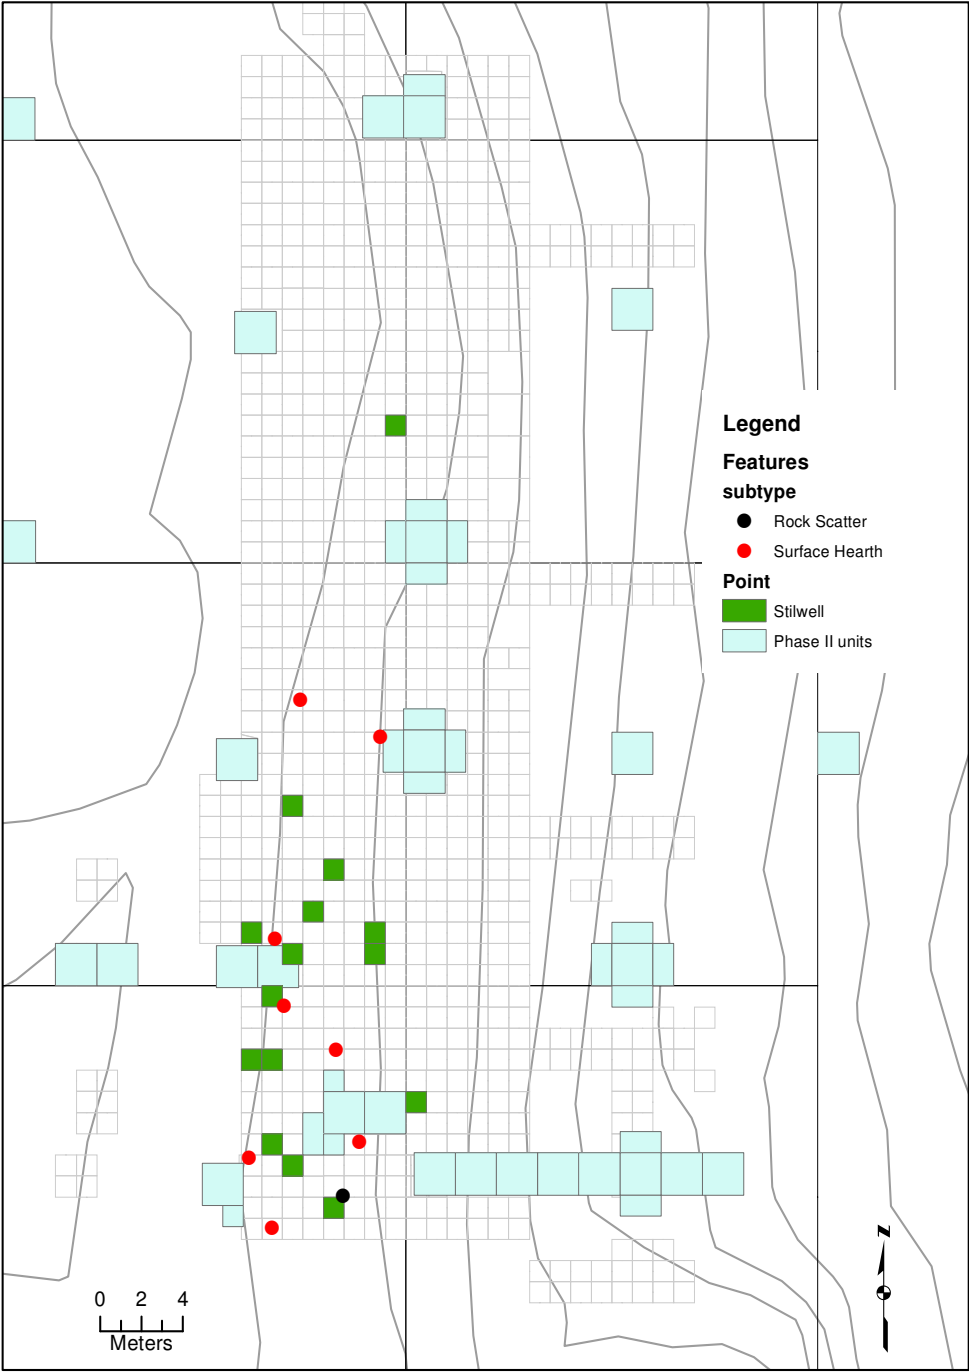 Legend
Features
subtype
Rock Scatter
Surface Hearth
Point
Stilwell
Phase II units
0 2 4
Meters
N